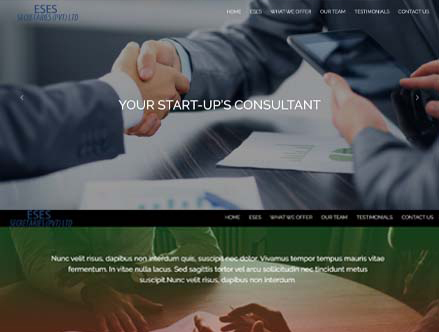 ESES
SECRETARIES (PVT) LTD
HOME ESES WHAT WE OFFER OUR TEAM TESTIMONIALS CONTACT US
YOUR START-UP'S CONSULTANT
ESES
SECRETARIES (PVT) LTD
HOME ESES WHAT WE OFFER OUR TEAM TESTIMONIALS CONTACT US
Nunc velit risus, dapibus non interdum quis, suscipit nec dolor. Vivamus tempor tempus mauris vitae
fermentum. In vitae nulla lacus. Sed sagittis tortor vel arcu sollicitudin nec tincidunt metus
suscipit.Nunc velit risus, dapibus non interdum